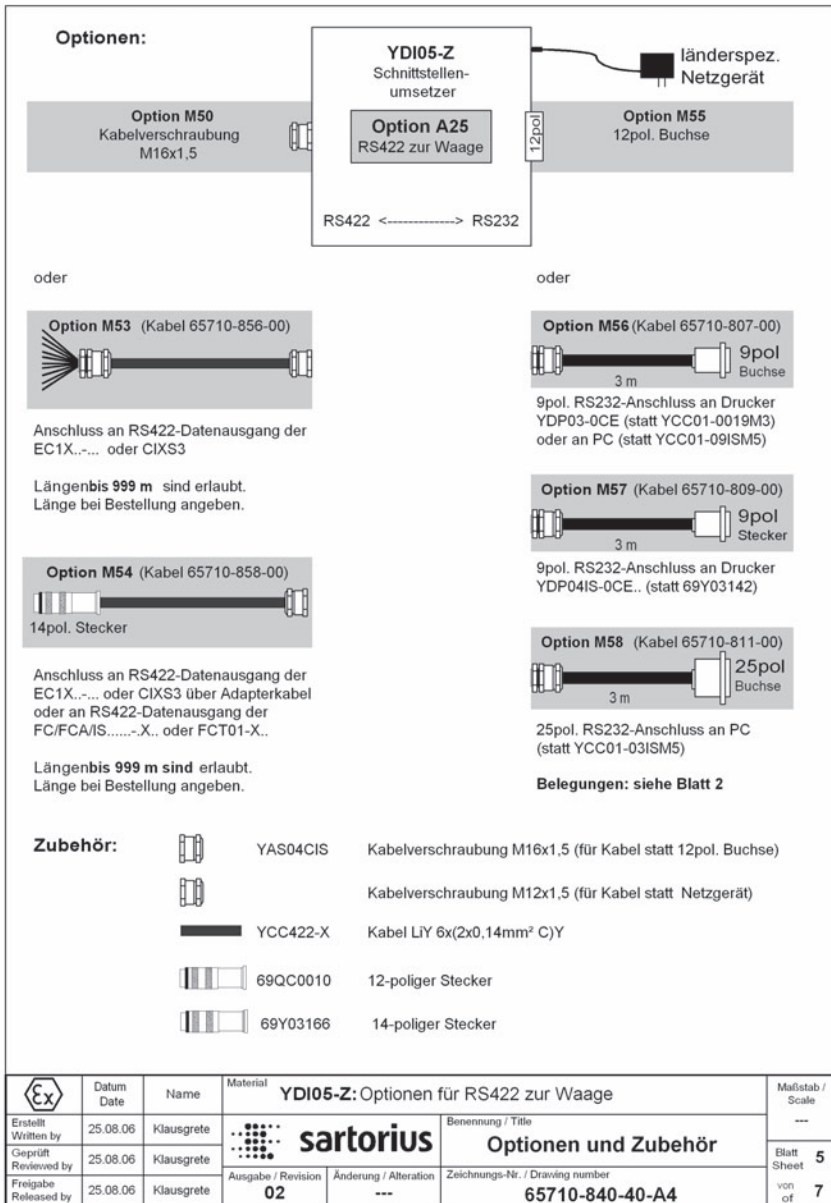 Optionen:
YDI05-Z
Schnittstellen-
umsetzer
länderspez.
Netzgerät
Option M50
Kabelverschraubung
M16x1,5
Option A25
RS422 zur Waage
12pol
Option M55
12pol. Buchse
RS422 <-------------> RS232
oder
oder
Option M53 (Kabel 65710-856-00)
Anschluss an RS422-Datenausgang der
EC1X..-... oder CIXS3
Längenbis 999 m sind erlaubt.
Länge bei Bestellung angeben.
Option M54 (Kabel 65710-858-00)
14pol. Stecker
Anschluss an RS422-Datenausgang der
EC1X..-... oder CIXS3 über Adapterkabel
oder an RS422-Datenausgang der
FC/FCA/IS......-.X.. oder FCT01-X..
Längenbis 999 m sind erlaubt.
Länge bei Bestellung angeben.
Option M56 (Kabel 65710-807-00)
9pol
Buchse
3 m
9pol. RS232-Anschluss an Drucker
YDP03-0CE (statt YCC01-0019M3)
oder an PC (statt YCC01-09ISM5)
Option M57 (Kabel 65710-809-00)
9pol
Stecker
3 m
9pol. RS232-Anschluss an Drucker
YDP04IS-0CE.. (statt 69Y03142)
Option M58 (Kabel 65710-811-00)
25pol
Buchse
3 m
25pol. RS232-Anschluss an PC
(statt YCC01-03ISM5)
Belegungen: siehe Blatt 2
Zubehör:
YAS04CIS Kabelverschraubung M16x1,5 (für Kabel statt 12pol. Buchse)
Kabelverschraubung M12x1,5 (für Kabel statt Netzgerät)
YCC422-X Kabel LiY 6x(2x0,14mm² C)Y
69QC0010 12-poliger Stecker
69Y03166 14-poliger Stecker
Ex
Datum
Date
Name
Material
YDI05-Z: Optionen für RS422 zur Waage
Maßstab /
Scale
---
Erstellt
Written by
25.08.06 Klausgrete
Geprüft
Reviewed by
25.08.06 Klausgrete
Freigabe
Released by
25.08.06 Klausgrete
sartorius
Benennung / Title
Optionen und Zubehör
Blatt
Sheet 5
Ausgabe / Revision
02
Änderung / Alteration
---
Zeichnungs-Nr. / Drawing number
65710-840-40-A4
von
of 7